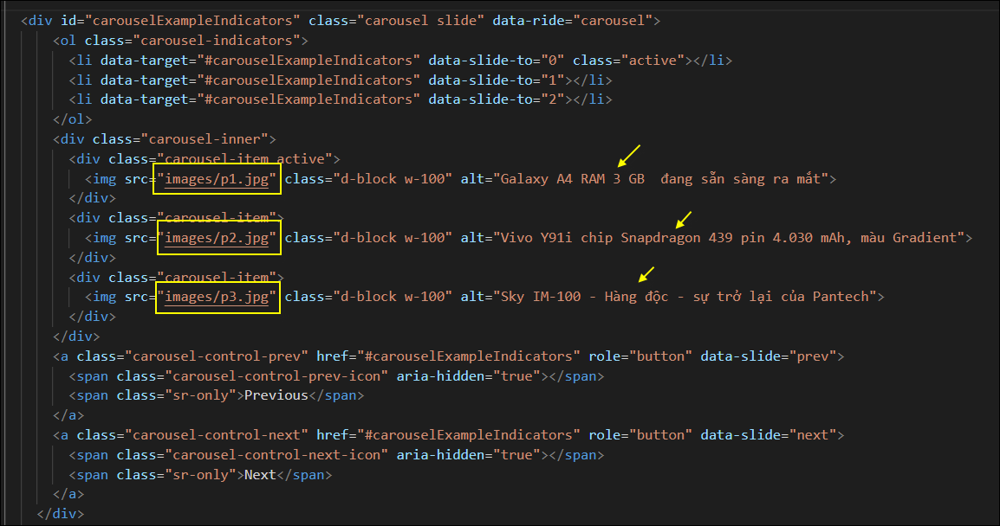 <div id="carouselExampleIndicators" class="carousel slide" data-ride="carousel">
<ol class="carousel-indicators">
<li data-target="#carouselExampleIndicators" data-slide-to="0" class="active"></li>
<li data-target="#carouselExampleIndicators" data-slide-to="1"></li>
<li data-target="#carouselExampleIndicators" data-slide-to="2"></li>
</ol>
<div class="carousel-inner">
<div class="carousel-item active">
<img src="images/p1.jpg" class="d-block w-100" alt="Galaxy A4 RAM 3 GB  đang sẵn sàng ra mắt">
</div>
<div class="carousel-item">
<img src="images/p2.jpg" class="d-block w-100" alt="Vivo Y91i chip Snapdragon 439 pin 4.030 mAh, màu Gradient">
</div>
<div class="carousel-item">
<img src="images/p3.jpg" class="d-block w-100" alt="Sky IM-100 - Hàng độc - sự trở lại của Pantech">
</div>
</div>
<a class="carousel-control-prev" href="#carouselExampleIndicators" role="button" data-slide="prev">
<span class="carousel-control-prev-icon" aria-hidden="true"></span>
<span class="sr-only">Previous</span>
</a>
<a class="carousel-control-next" href="#carouselExampleIndicators" role="button" data-slide="next">
<span class="carousel-control-next-icon" aria-hidden="true"></span>
<span class="sr-only">Next</span>
</a>
</div>